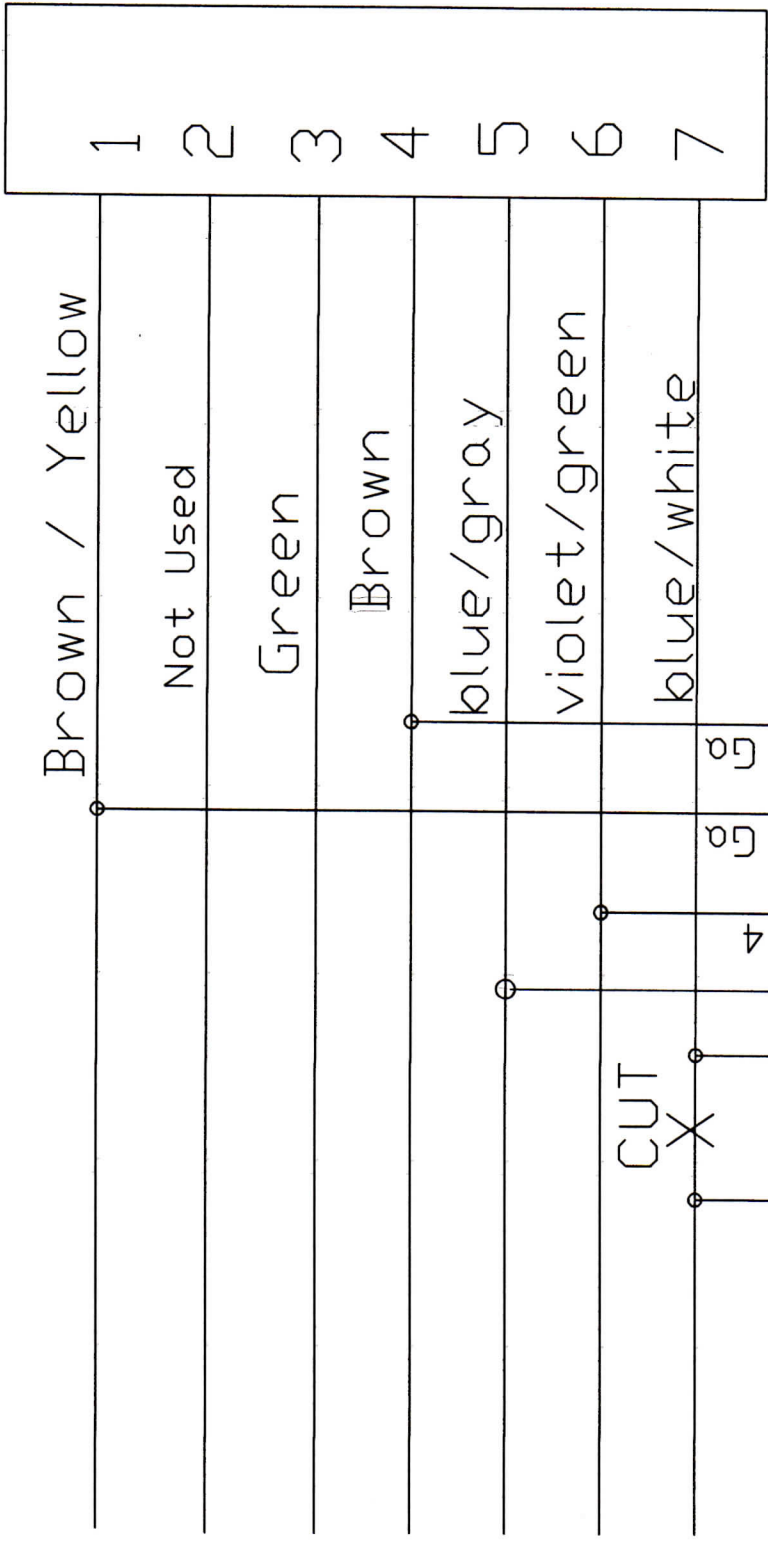 Brown / Yellow 1
Not Used 2
Green 3
Brown 4
blue/gray 5
violet/green 6
blue/white 7
4
CUT
X